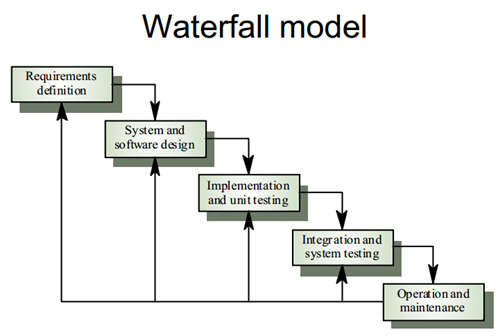 Waterfall model
Requirements
definition
System and
software design
Implementation
and unit testing
Integration and
system testing
Operation and
maintenance